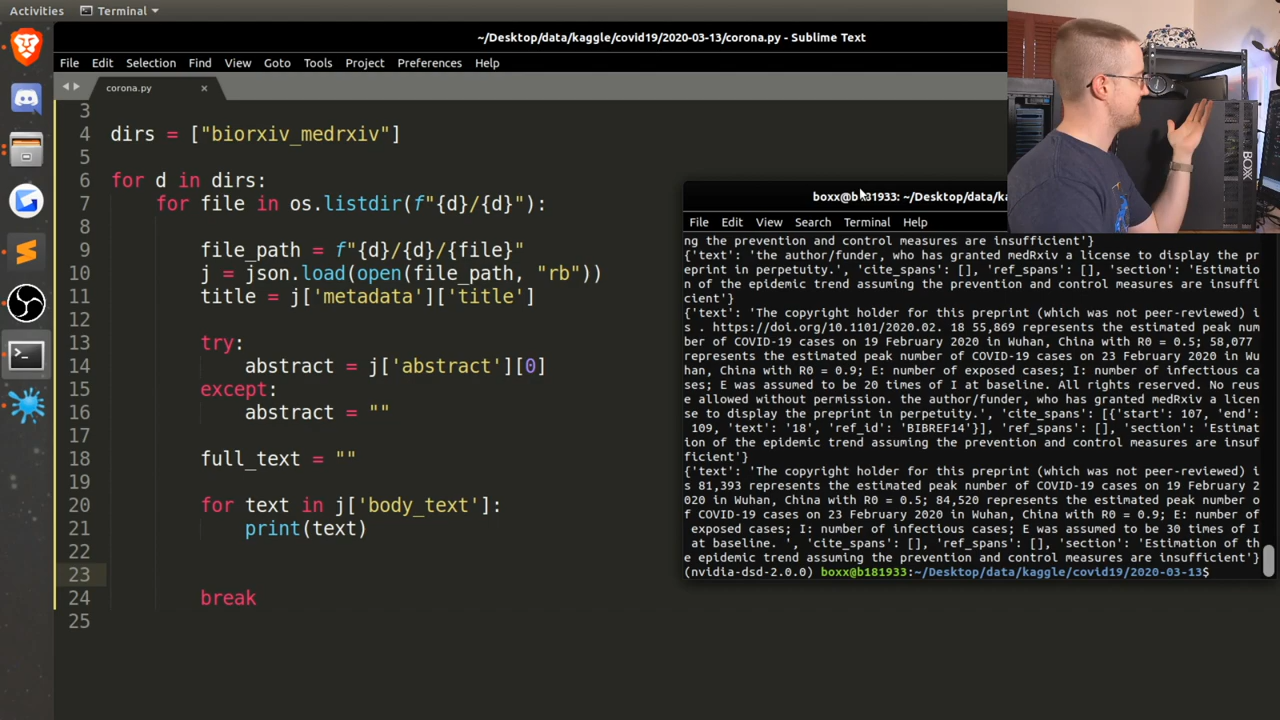 Activities
Terminal
~/Desktop/data/kaggle/covid19/2020-03-13/corona.py - Sublime Text
File Edit Selection Find View Goto Tools Project Preferences Help
corona.py
3
4 dirs = ["biorxiv_medrxiv"]
5
6 for d in dirs:
7 for file in os.listdir(f"{d}/{d}"):
8
9 file_path = f"{d}/{d}/{file}"
10 j = json.load(open(file_path, "rb"))
11 title = j['metadata']['title']
12
13 try:
14 abstract = j['abstract'][0]
15 except:
16 abstract = ""
17
18 full_text = ""
19
20 for text in j['body_text']:
21 print(text)
22
23
24 break
25
boxx@b181933: ~/Desktop/data/ka
File Edit View Search Terminal Help
ng the prevention and control measures are insufficient'}
{'text': 'the author/funder, who has granted medRxiv a license to display the pr
eprint in perpetuity.', 'cite_spans': [], 'ref_spans': [], 'section': 'Estimatio
n of the epidemic trend assuming the prevention and control measures are insuffi
cient'}
{'text': 'The copyright holder for this preprint (which was not peer-reviewed) i
s . https://doi.org/10.1101/2020.02. 18 55,869 represents the estimated peak num
ber of COVID-19 cases on 19 February 2020 in Wuhan, China with R0 = 0.5; 58,077 
represents the estimated peak number of COVID-19 cases on 23 February 2020 in Wu
han, China with R0 = 0.9; E: number of exposed cases; I: number of infectious ca
ses; E was assumed to be 20 times of I at baseline. All rights reserved. No reus
e allowed without permission. the author/funder, who has granted medRxiv a licen
se to display the preprint in perpetuity.', 'cite_spans': [{'start': 107, 'end':
109, 'text': '18', 'ref_id': 'BIBREF14'}], 'ref_spans': [], 'section': 'Estimat
ion of the epidemic trend assuming the prevention and control measures are insuf
ficient'}
{'text': 'The copyright holder for this preprint (which was not peer-reviewed) i
s 81,393 represents the estimated peak number of COVID-19 cases on 19 February 2
020 in Wuhan, China with R0 = 0.5; 84,520 represents the estimated peak number o
f COVID-19 cases on 23 February 2020 in Wuhan, China with R0 = 0.9; E: number of
exposed cases; I: number of infectious cases; E was assumed to be 30 times of I
at baseline. ', 'cite_spans': [], 'ref_spans': [], 'section': 'Estimation of th
e epidemic trend assuming the prevention and control measures are insufficient'}
(nvidia-dsd-2.0.0) boxx@b181933:~/Desktop/data/kaggle/covid19/2020-03-13$
BOXX